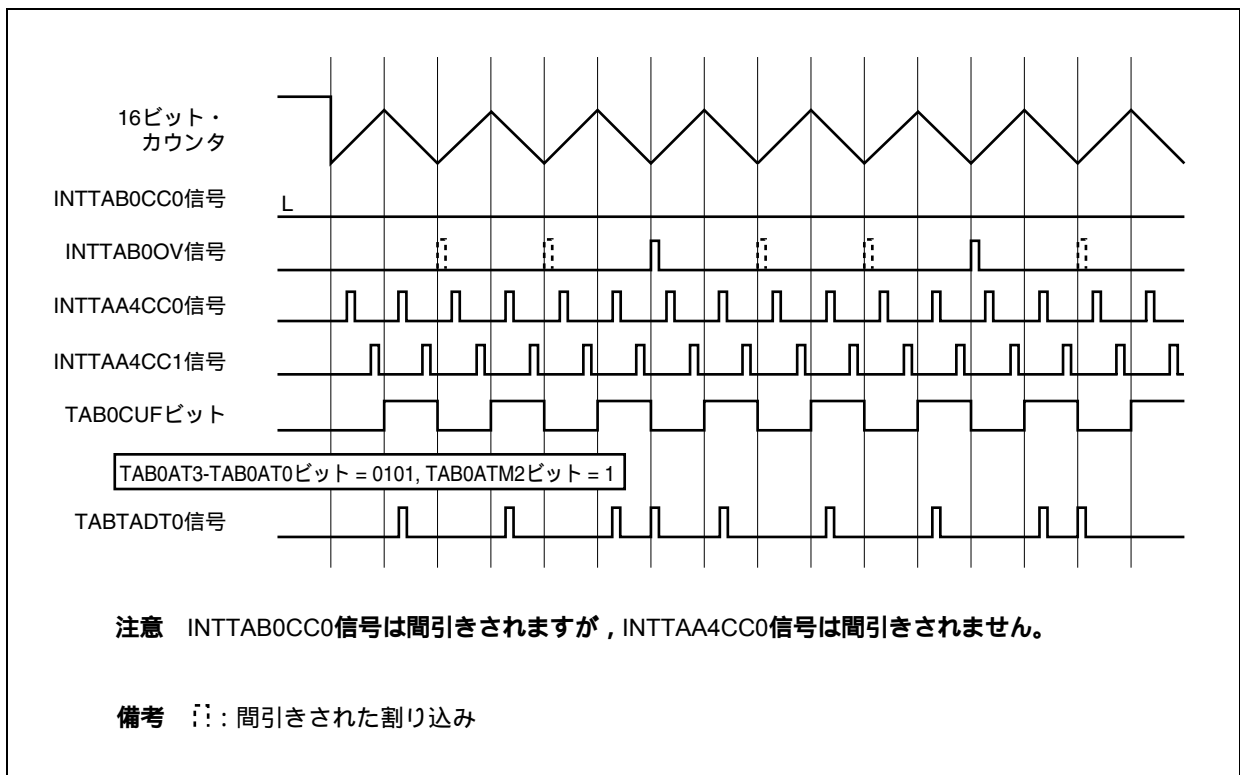 16ビット・
カウンタ
INTTAB0CC0信号
L
INTTAB0OV信号
INTTAA4CC0信号
INTTAA4CC1信号
TAB0CUFビット
TAB0AT3-TAB0AT0ビット = 0101, TAB0ATM2ビット = 1
TABTADT0信号
注意 INTTAB0CC0信号は間引きされますが，INTTAA4CC0信号は間引きされません。
備考 : 間引きされた割り込み